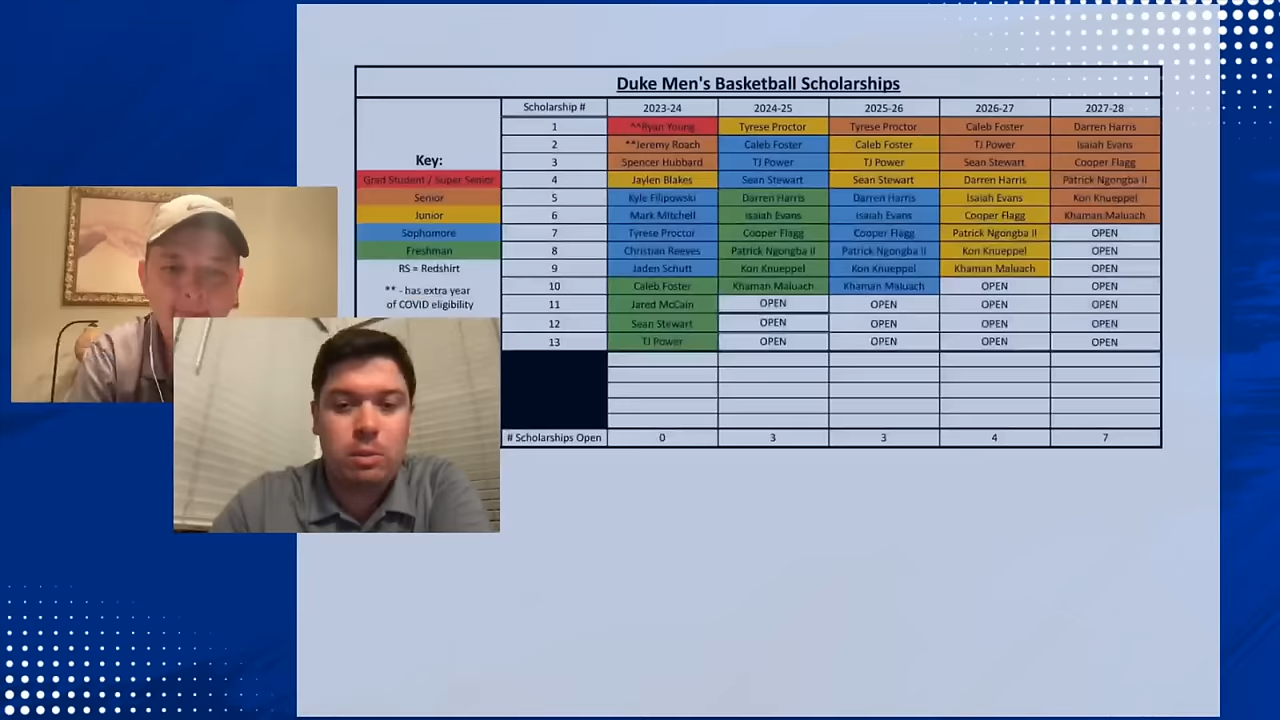 Duke Men's Basketball Scholarships
Scholarship # 2023-24 2024-25 2025-26 2026-27 2027-28
1 **Ryan Young Tyrese Proctor Tyrese Proctor Caleb Foster Darren Harris
2 **Jeremy Roach Caleb Foster Caleb Foster TJ Power Isaiah Evans
Key: 3 Spencer Hubbard TJ Power TJ Power Sean Stewart Cooper Flagg
Grad Student / Super Senior 4 Jaylen Blakes Sean Stewart Sean Stewart Darren Harris Patrick Ngongba II
Senior 5 Kyle Filipowski Darren Harris Darren Harris Isaiah Evans Kon Knueppel
Junior 6 Mark Mitchell Isaiah Evans Isaiah Evans Cooper Flagg Khaman Maluach
Sophomore 7 Tyrese Proctor Cooper Flagg Cooper Flagg Patrick Ngongba II OPEN
Freshman 8 Christian Reeves Patrick Ngongba II Patrick Ngongba II Kon Knueppel OPEN
RS = Redshirt 9 Jaden Schutt Kon Knueppel Kon Knueppel Khaman Maluach OPEN
** - has extra year 10 Caleb Foster Khaman Maluach Khaman Maluach OPEN OPEN
of COVID eligibility 11 Jared McCain OPEN OPEN OPEN OPEN
12 Sean Stewart OPEN OPEN OPEN OPEN
13 TJ Power OPEN OPEN OPEN OPEN
# Scholarships Open 0 3 3 4 7